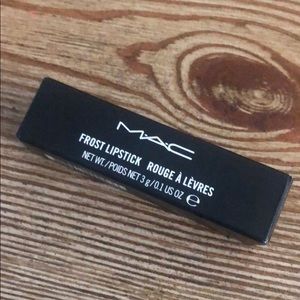 MAC
FROST LIPSTICK ROUGE À LÈVRES
NET WT./POIDS NET 3 g/0.1 US OZ ℮